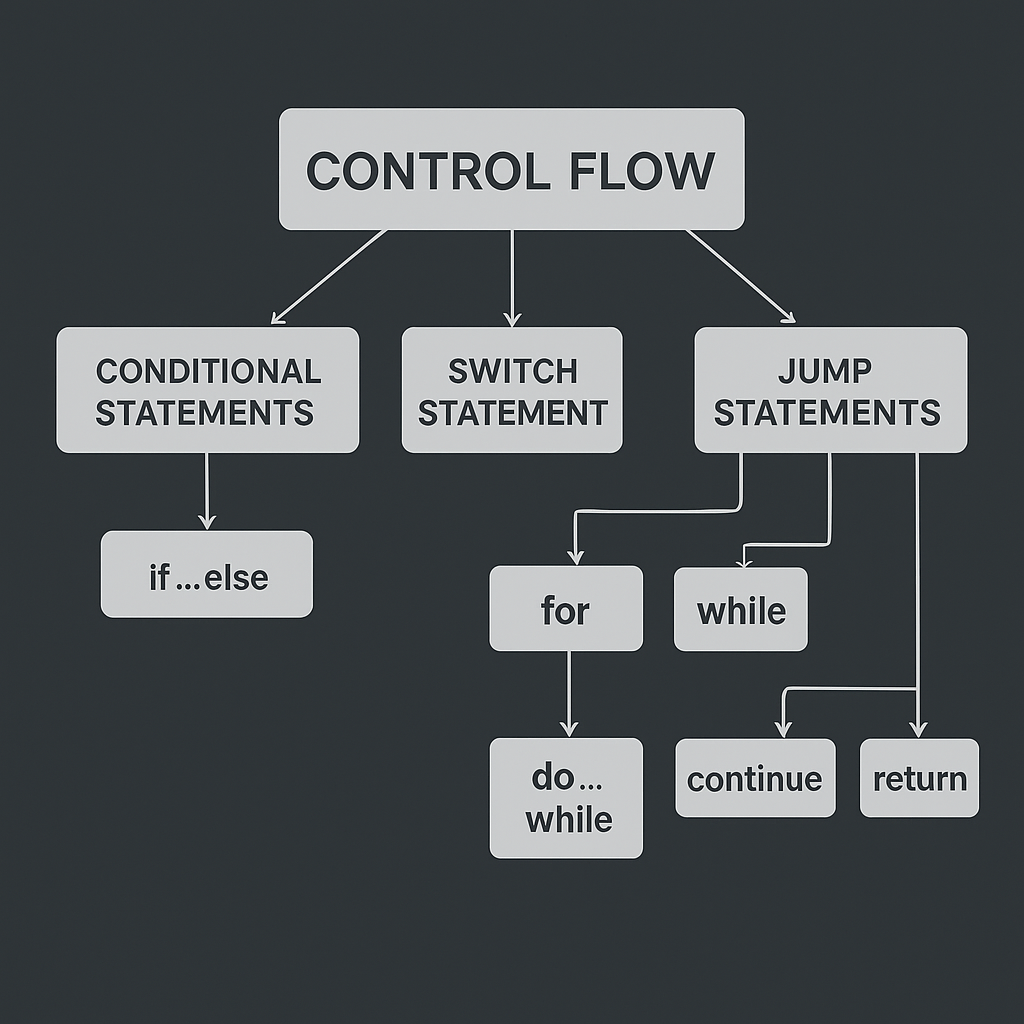 CONTROL FLOW
CONDITIONAL
STATEMENTS
SWITCH
STATEMENT
JUMP
STATEMENTS
if...else
for
while
do...
while
continue
return